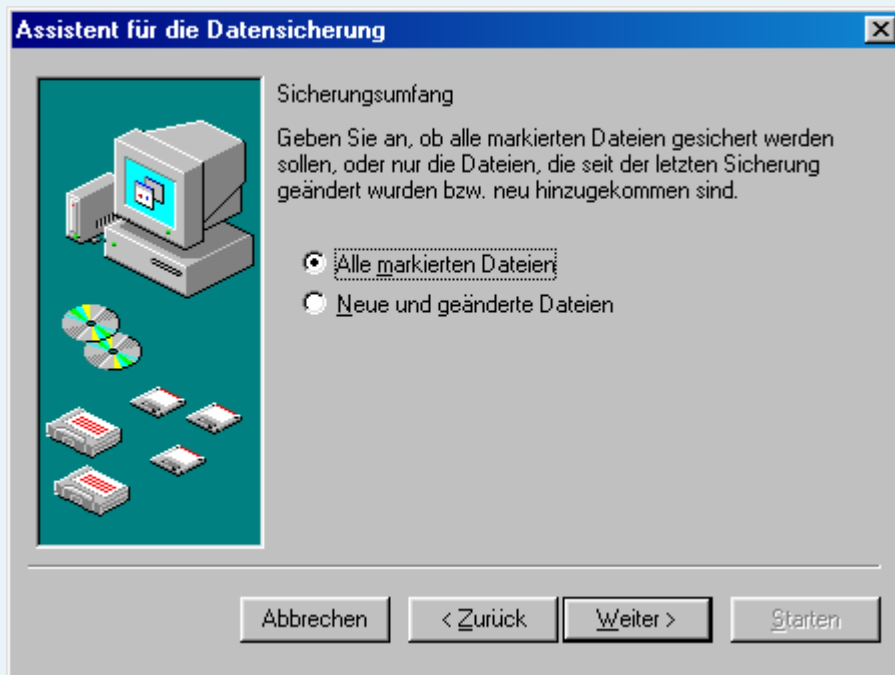 Assistent für die Datensicherung
Sicherungsumfang
Geben Sie an, ob alle markierten Dateien gesichert werden
sollen, oder nur die Dateien, die seit der letzten Sicherung
geändert wurden bzw. neu hinzugekommen sind.
Alle markierten Dateien
Neue und geänderte Dateien
Abbrechen < Zurück Weiter > Starten